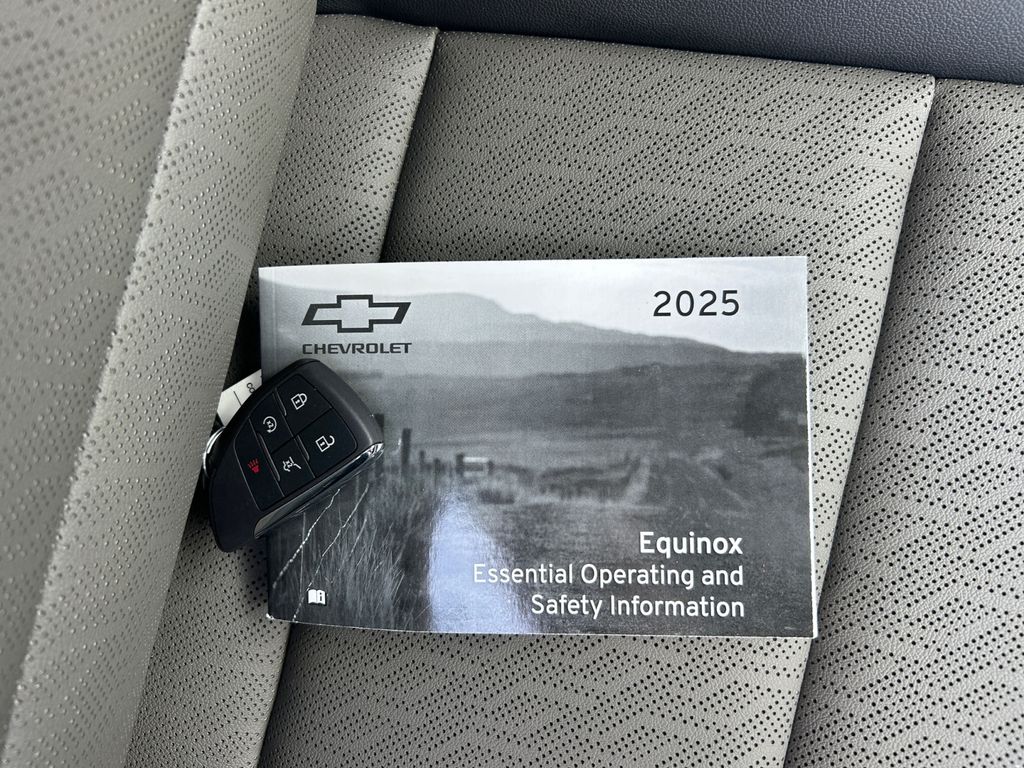 2025
CHEVROLET
Equinox
Essential Operating and
Safety Information